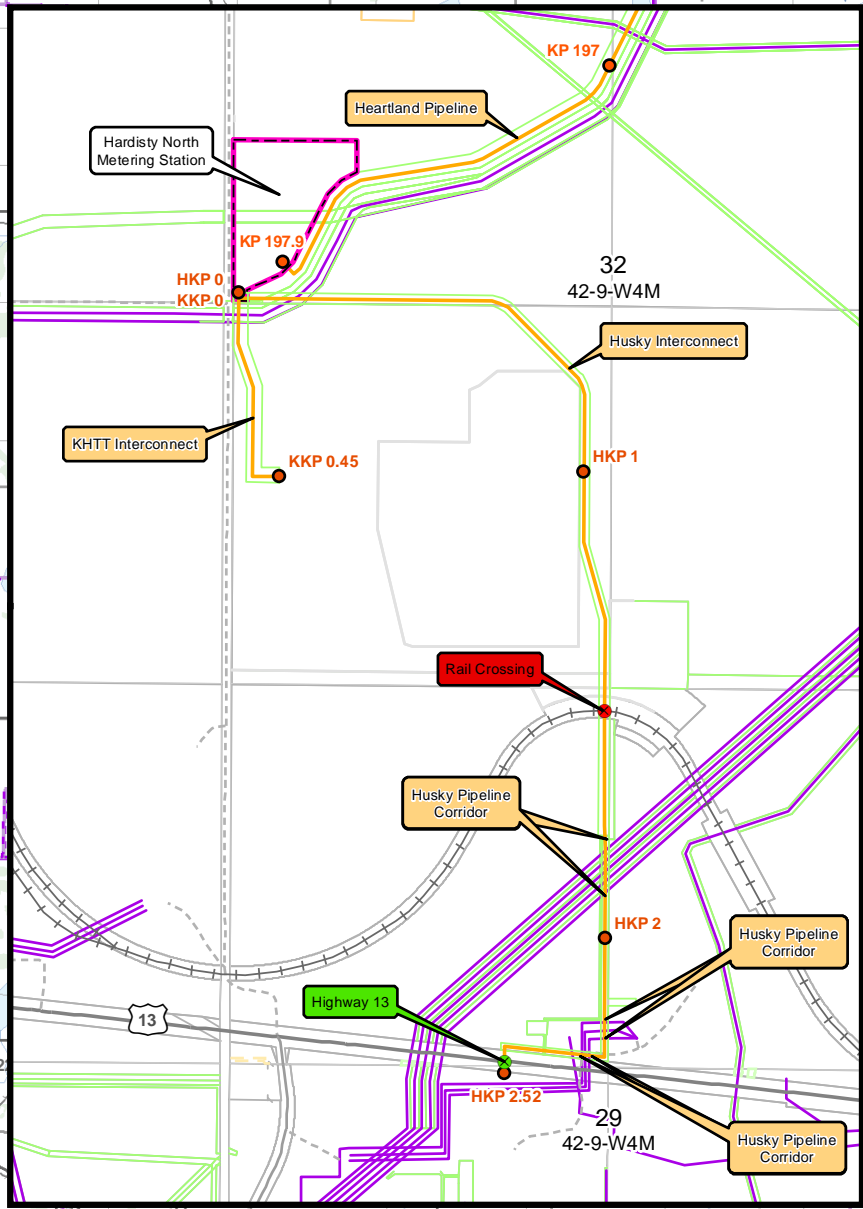 KP 197
Heartland Pipeline
Hardisty North
Metering Station
KP 197.9
HKP 0
KKP 0
32
42-9-W4M
Husky Interconnect
KHTT Interconnect
KKP 0.45
HKP 1
Rail Crossing
Husky Pipeline
Corridor
HKP 2
Husky Pipeline
Corridor
Highway 13
13
HKP 2.52
29
42-9-W4M
Husky Pipeline
Corridor